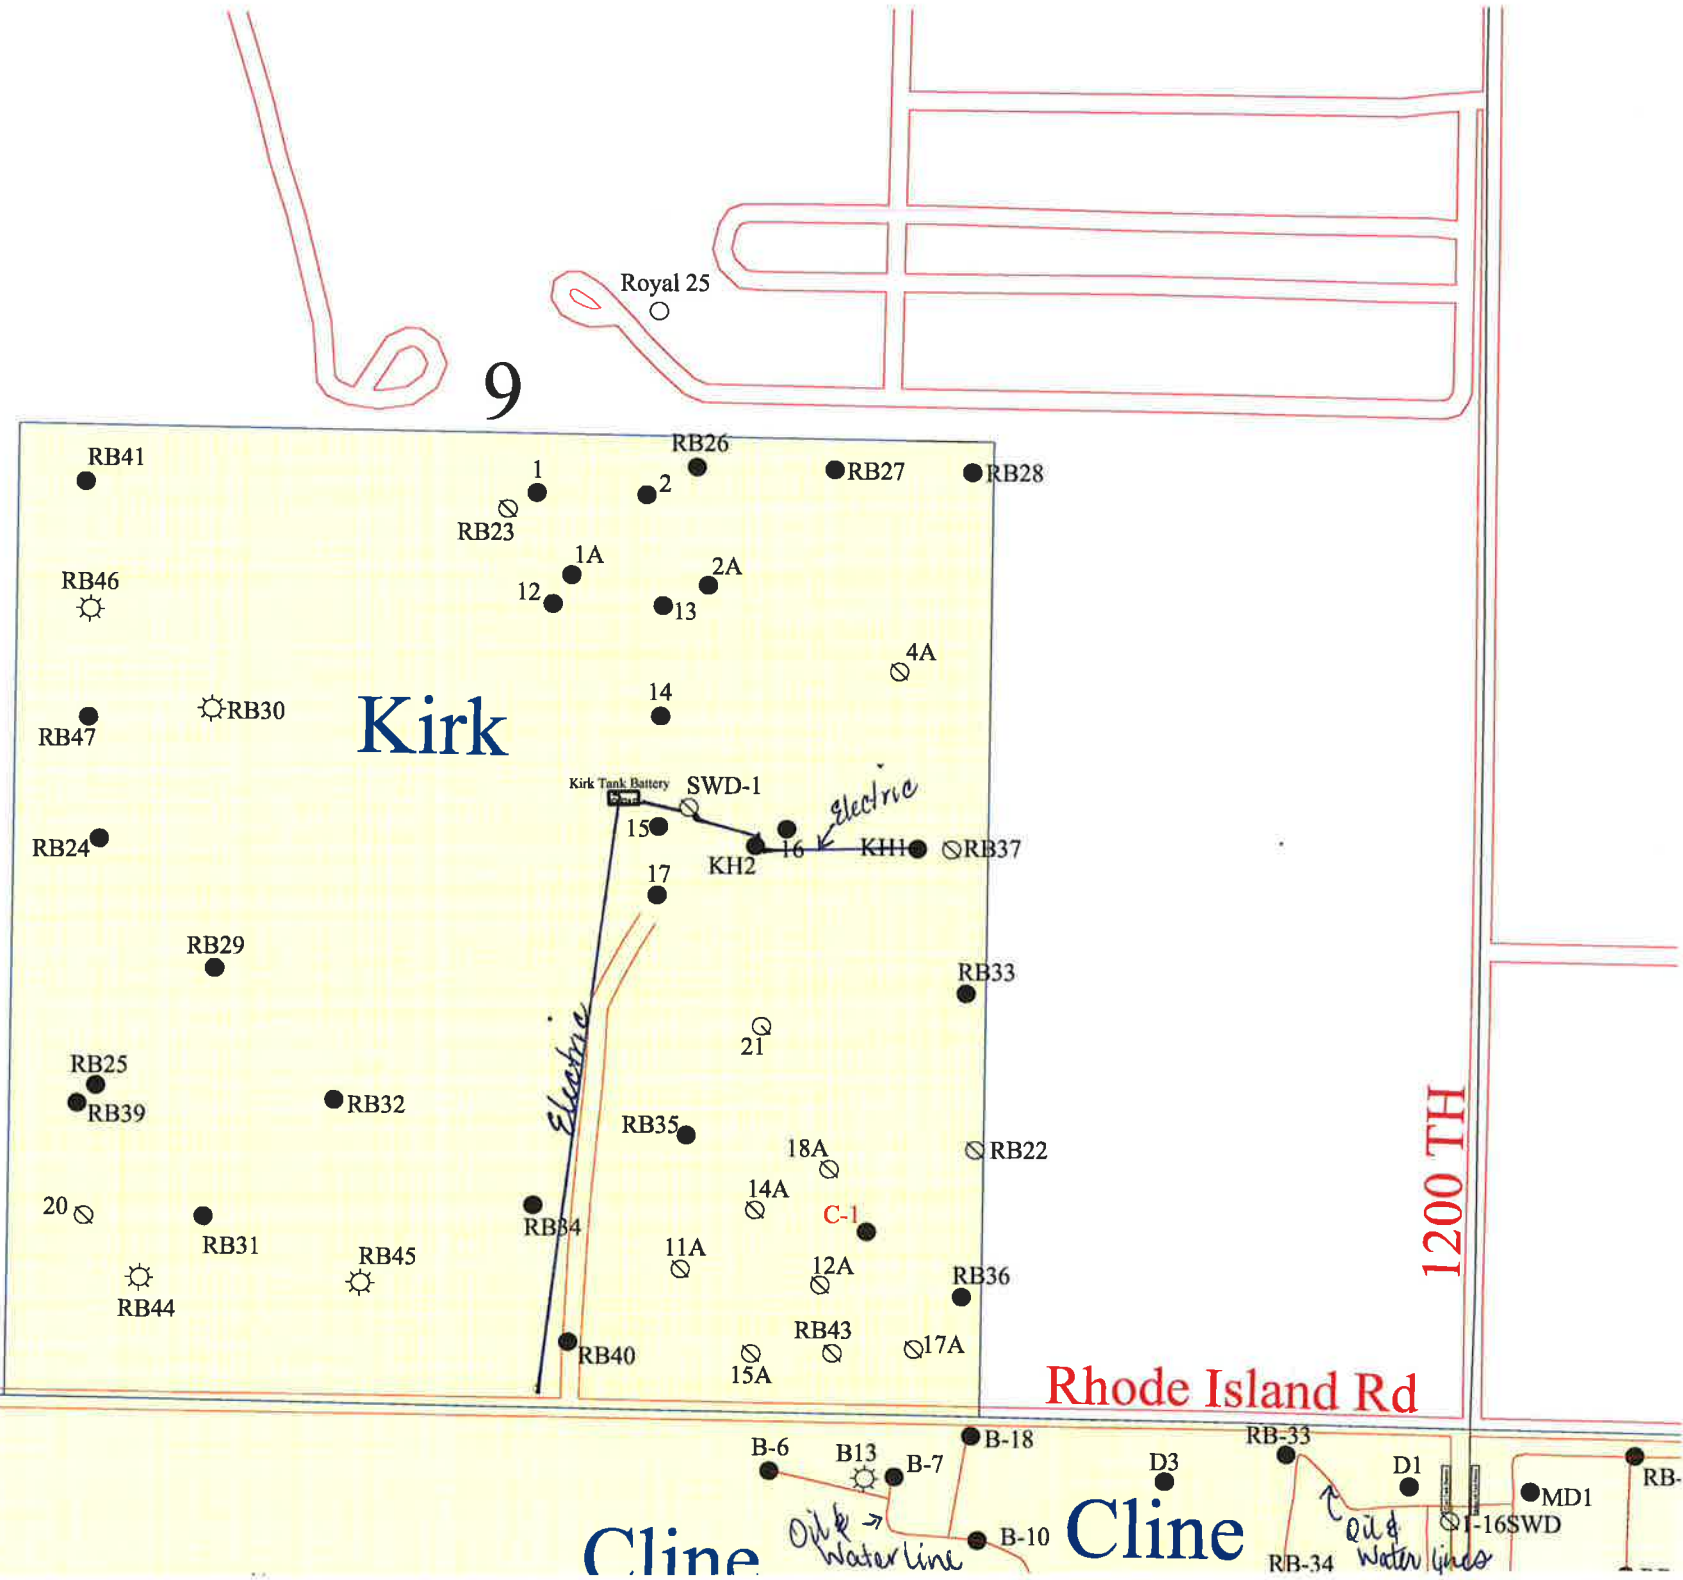 Royal 25
9
RB41
1
2
RB26
RB27
RB28
RB23
RB46
1A
2A
12
13
4A
RB30
Kirk
14
RB47
Kirk Tank Battery
SWD-1
Electric
15
16
KH1
RB37
RB24
KH2
17
RB29
RB33
21
Electric
RB25
RB39
RB32
RB35
18A
RB22
1200 TH
20
14A
C-1
RB34
RB31
RB45
11A
12A
RB36
RB44
RB43
17A
RB40
15A
Rhode Island Rd
B-6
B13
B-7
B-18
RB-33
D3
D1
RB-
MD1
Cline
Oil &
Water line
B-10
Cline
Oil &
Water lines
I-16SWD
RB-34